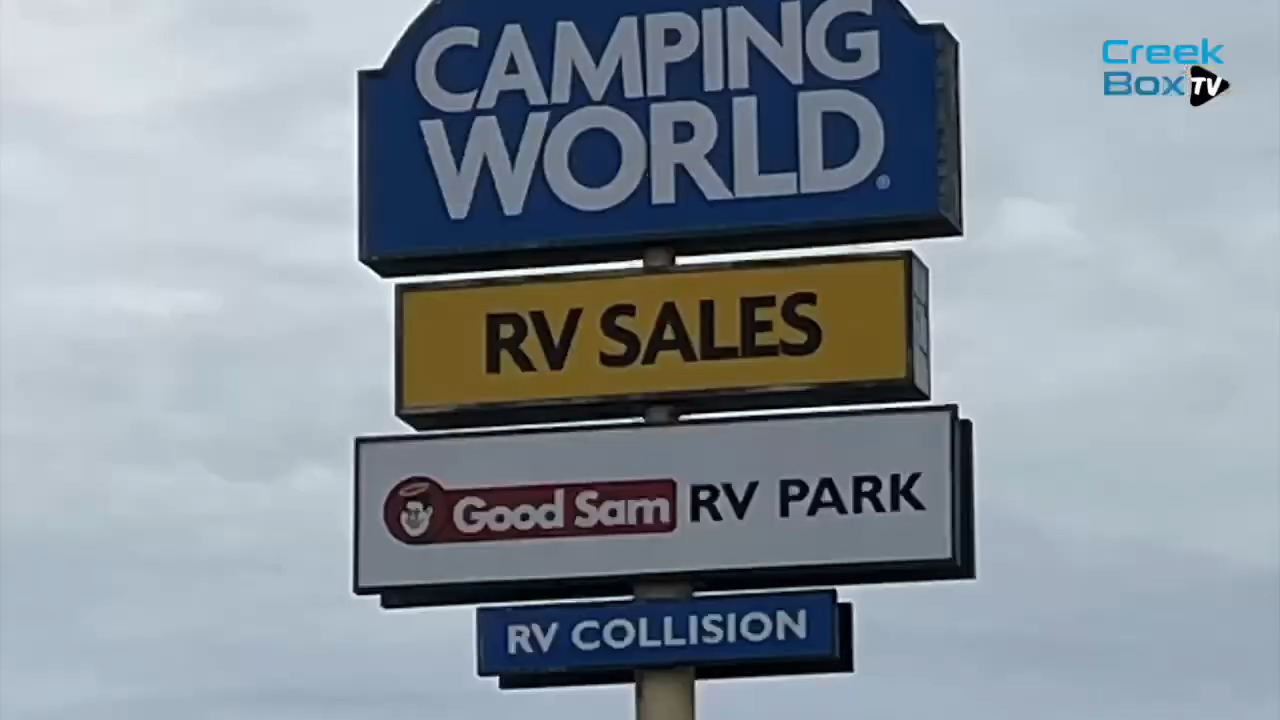 Creek
Box TV
CAMPING
WORLD®
RV SALES
Good Sam RV PARK
RV COLLISION